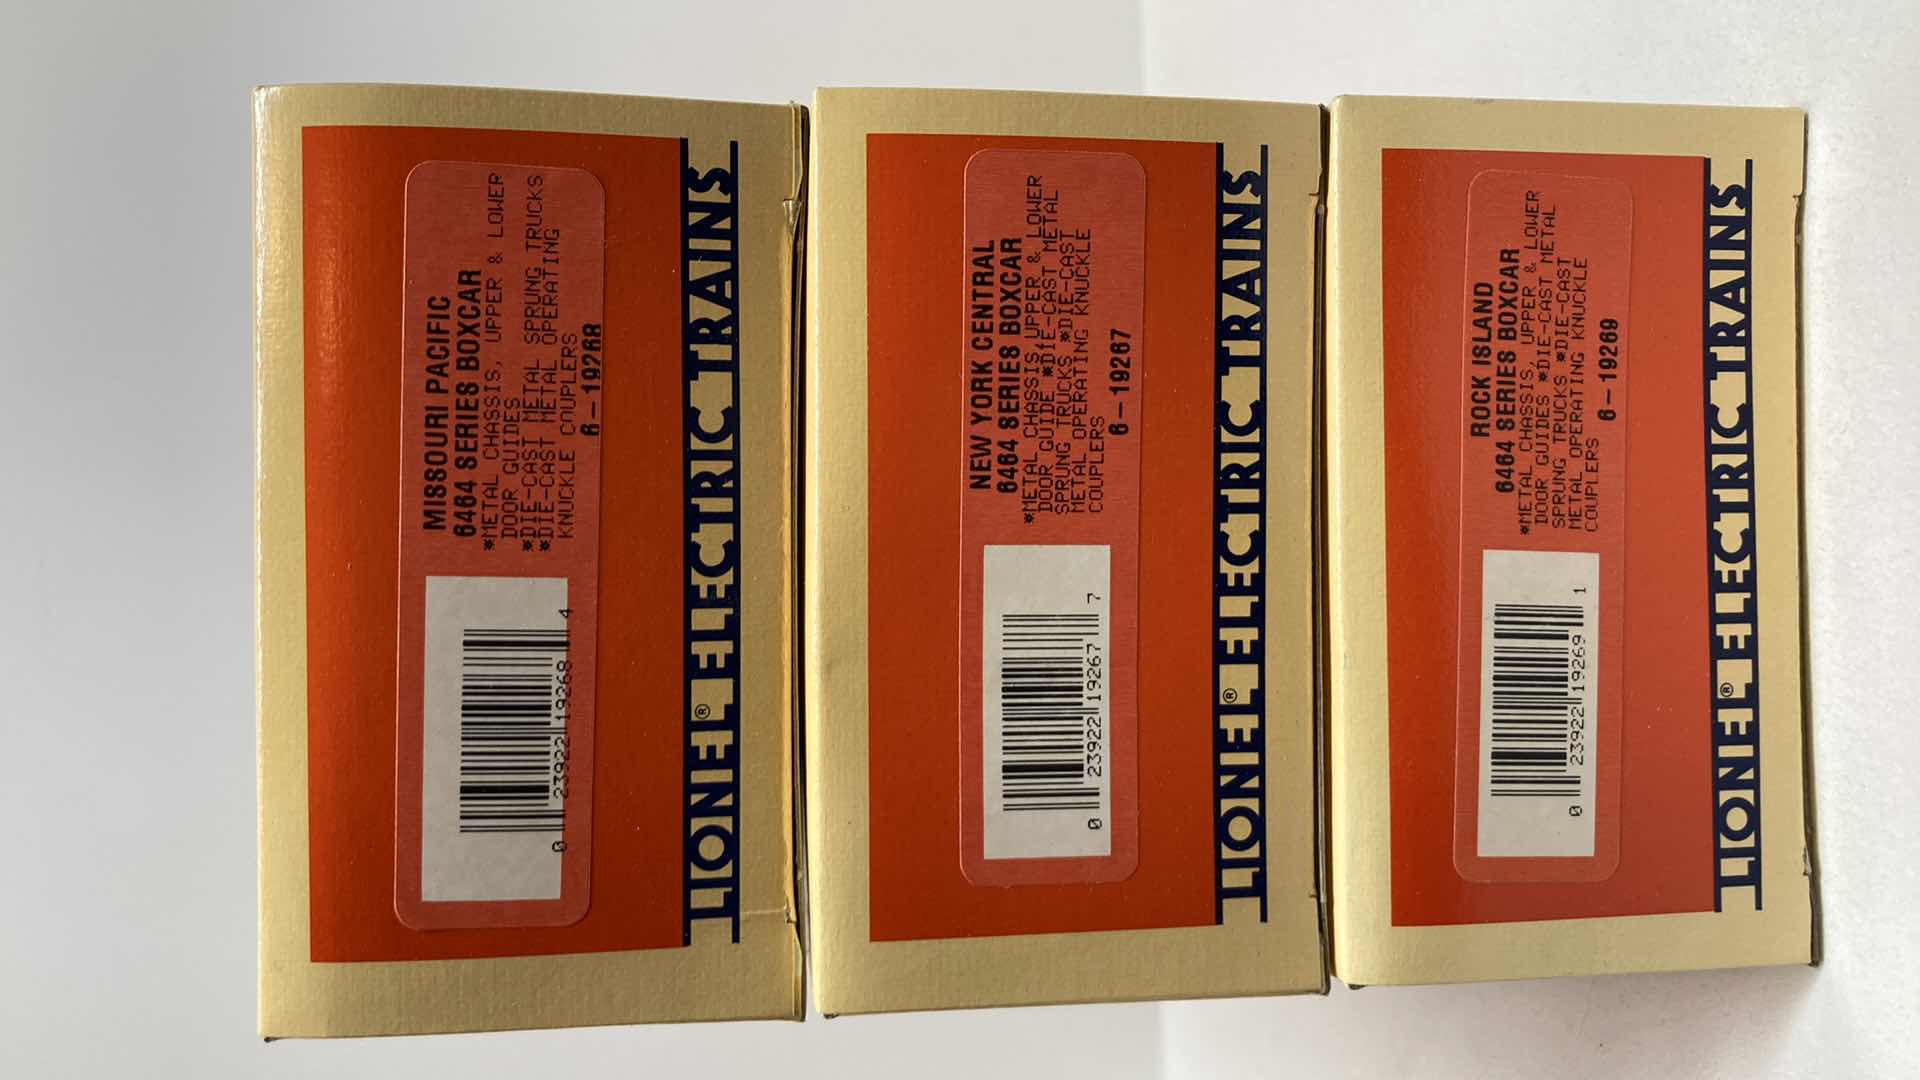 MISSOURI PACIFIC
6464 SERIES BOXCAR
*METAL CHASSIS, UPPER & LOWER
DOOR GUIDES
*DIE-CAST METAL SPRUNG TRUCKS
*DIE-CAST METAL OPERATING
KNUCKLE COUPLERS
6-19268
0 23922 19268 4
LIONEL® ELECTRIC TRAINS
NEW YORK CENTRAL
6464 SERIES BOXCAR
*METAL CHASSIS UPPER & LOWER
DOOR GUIDE *DIE-CAST METAL
SPRUNG TRUCKS *DIE-CAST
METAL OPERATING KNUCKLE
COUPLERS
6-19267
0 23922 19267 7
LIONEL® ELECTRIC TRAINS
ROCK ISLAND
6464 SERIES BOXCAR
*METAL CHASSIS, UPPER & LOWER
DOOR GUIDES *DIE-CAST METAL
SPRUNG TRUCKS *DIE-CAST
METAL OPERATING KNUCKLE
COUPLERS
6-19269
0 23922 19269 1
LIONEL® ELECTRIC TRAINS